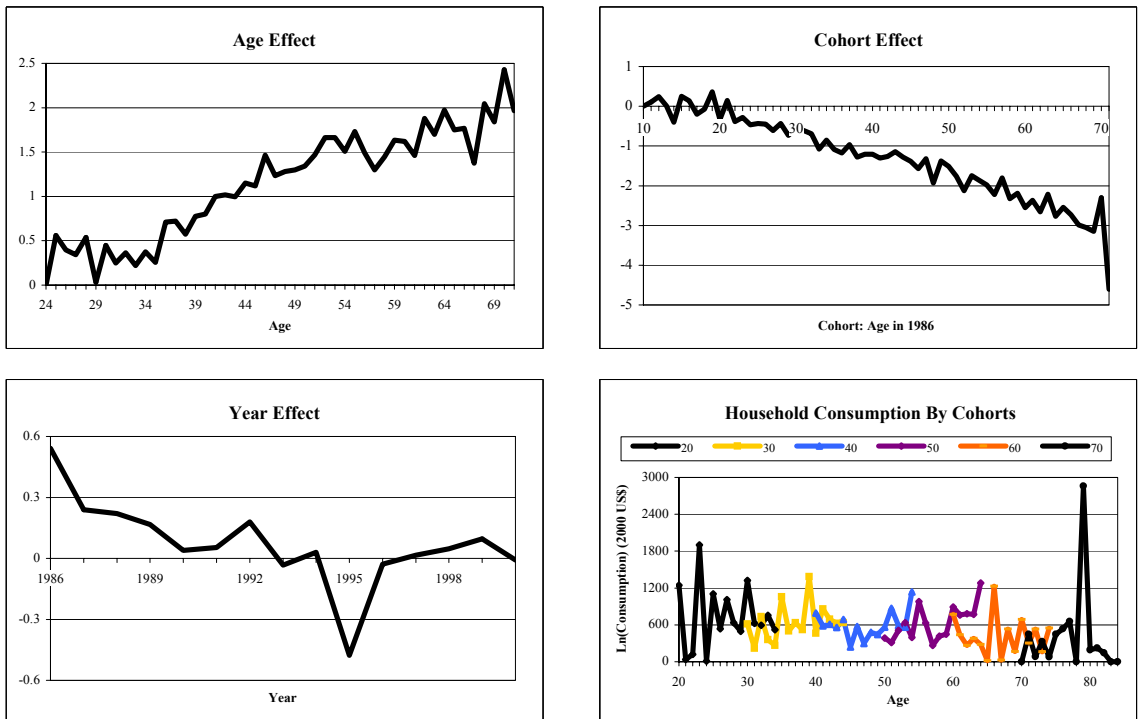 Age Effect
2.5
2
1.5
1
0.5
0
24 29 34 39 44 49 54 59 64 69
Age
Cohort Effect
1
0
-1
-2
-3
-4
-5
10 20 30 40 50 60 70
Cohort: Age in 1986
Year Effect
0.6
0.3
0
-0.3
-0.6
1986 1989 1992 1995 1998
Year
Household Consumption By Cohorts
20 30 40 50 60 70
Ln(Consumption) (2000 US$)
3000
2400
1800
1200
600
0
20 30 40 50 60 70 80
Age